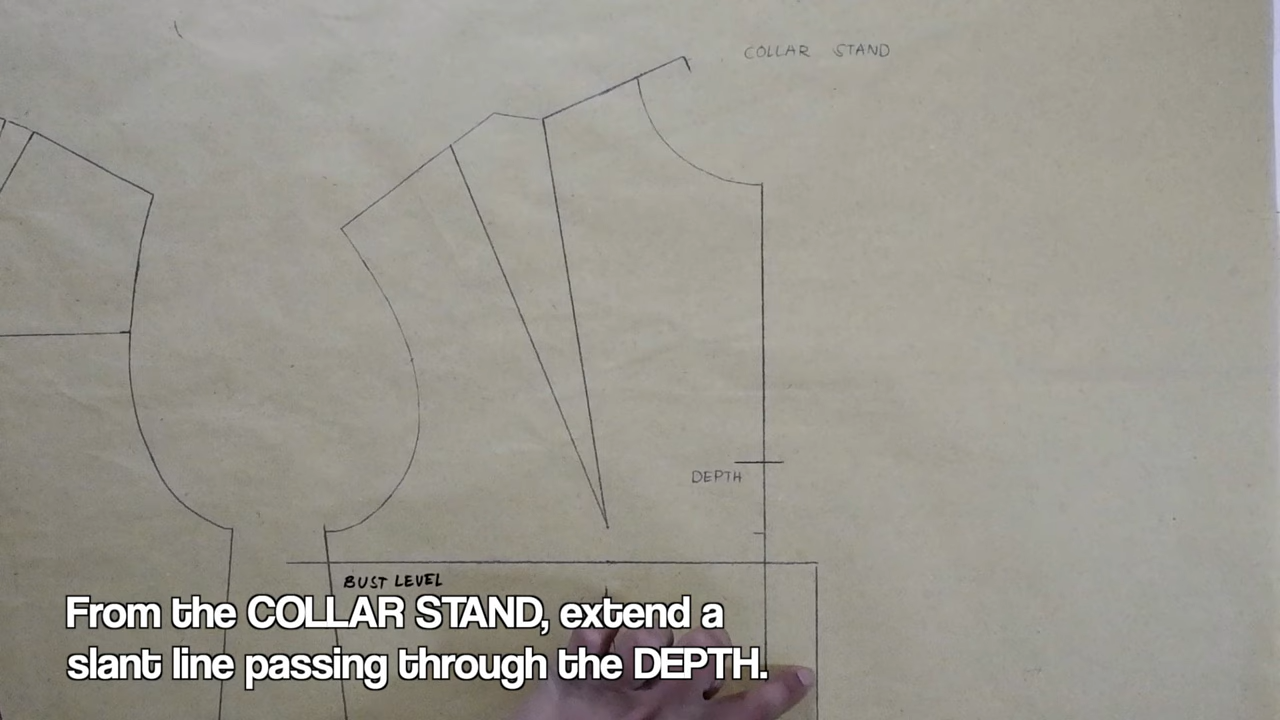 COLLAR STAND
DEPTH
BUST LEVEL
From the COLLAR STAND, extend a
slant line passing through the DEPTH.